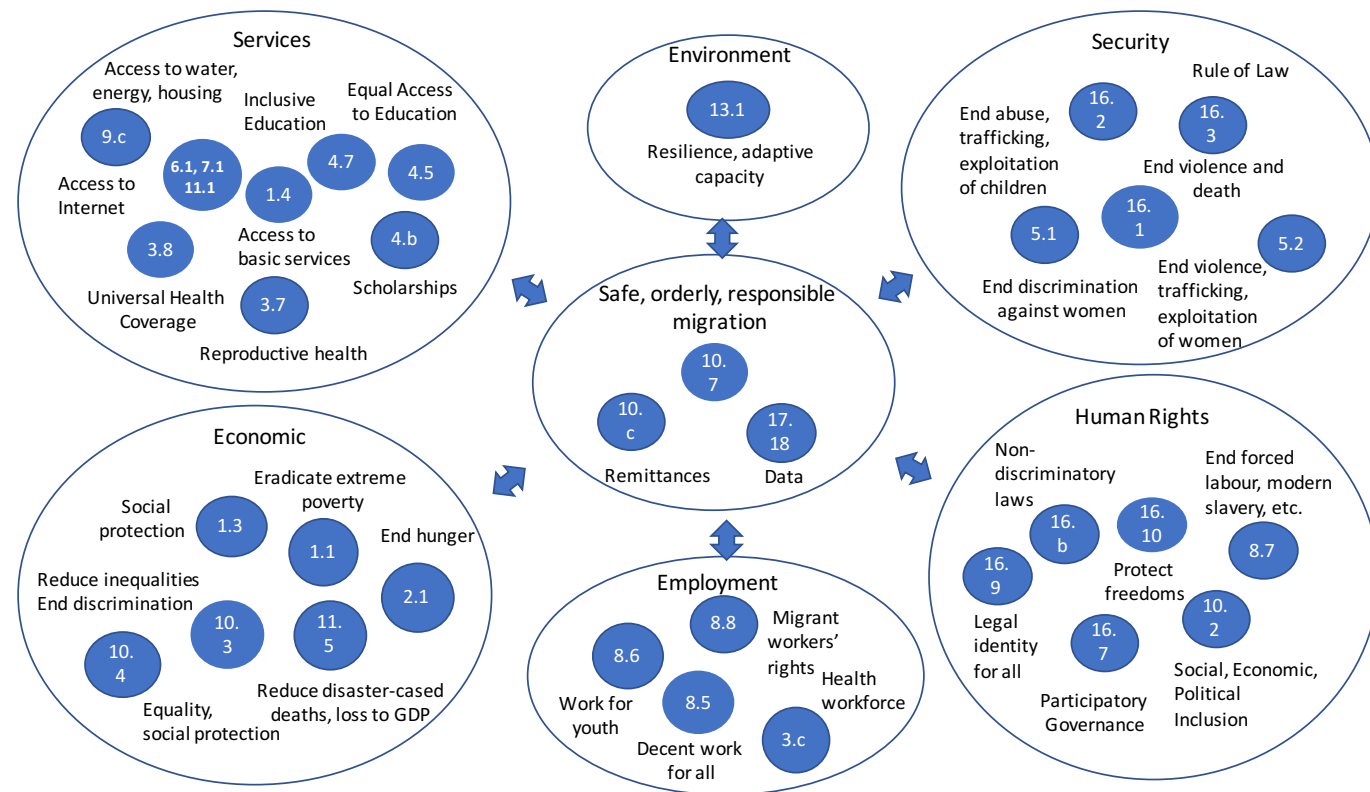 Services
Access to water,
energy, housing
Inclusive
Education
Equal Access
to Education
9.c
6.1, 7.1
11.1
1.4
4.7
4.5
Access to
Internet
3.8
Access to
basic services
4.b
Universal Health
Coverage
3.7
Scholarships
Reproductive health
Environment
13.1
Resilience, adaptive
capacity
Security
Rule of Law
16.
2
16.
3
End abuse,
trafficking,
exploitation
of children
End violence and
death
5.1
16.
1
5.2
End discrimination
against women
End violence,
trafficking,
exploitation
of women
Safe, orderly, responsible
migration
10.
7
10.
c
17.
18
Remittances
Data
Economic
Eradicate extreme
poverty
Social
protection
1.3
1.1
End hunger
Reduce inequalities
End discrimination
2.1
10.
4
10.
3
11.
5
Equality,
social protection
Reduce disaster-cased
deaths, loss to GDP
Employment
8.8
Migrant
workers’
rights
8.6
8.5
Health
workforce
Work for
youth
3.c
Decent work
for all
Human Rights
Non-
discriminatory
laws
End forced
labour, modern
slavery, etc.
16.
b
16.
10
8.7
16.
9
Protect
freedoms
10.
2
Legal
identity
for all
16.
7
Participatory
Governance
Social, Economic,
Political
Inclusion